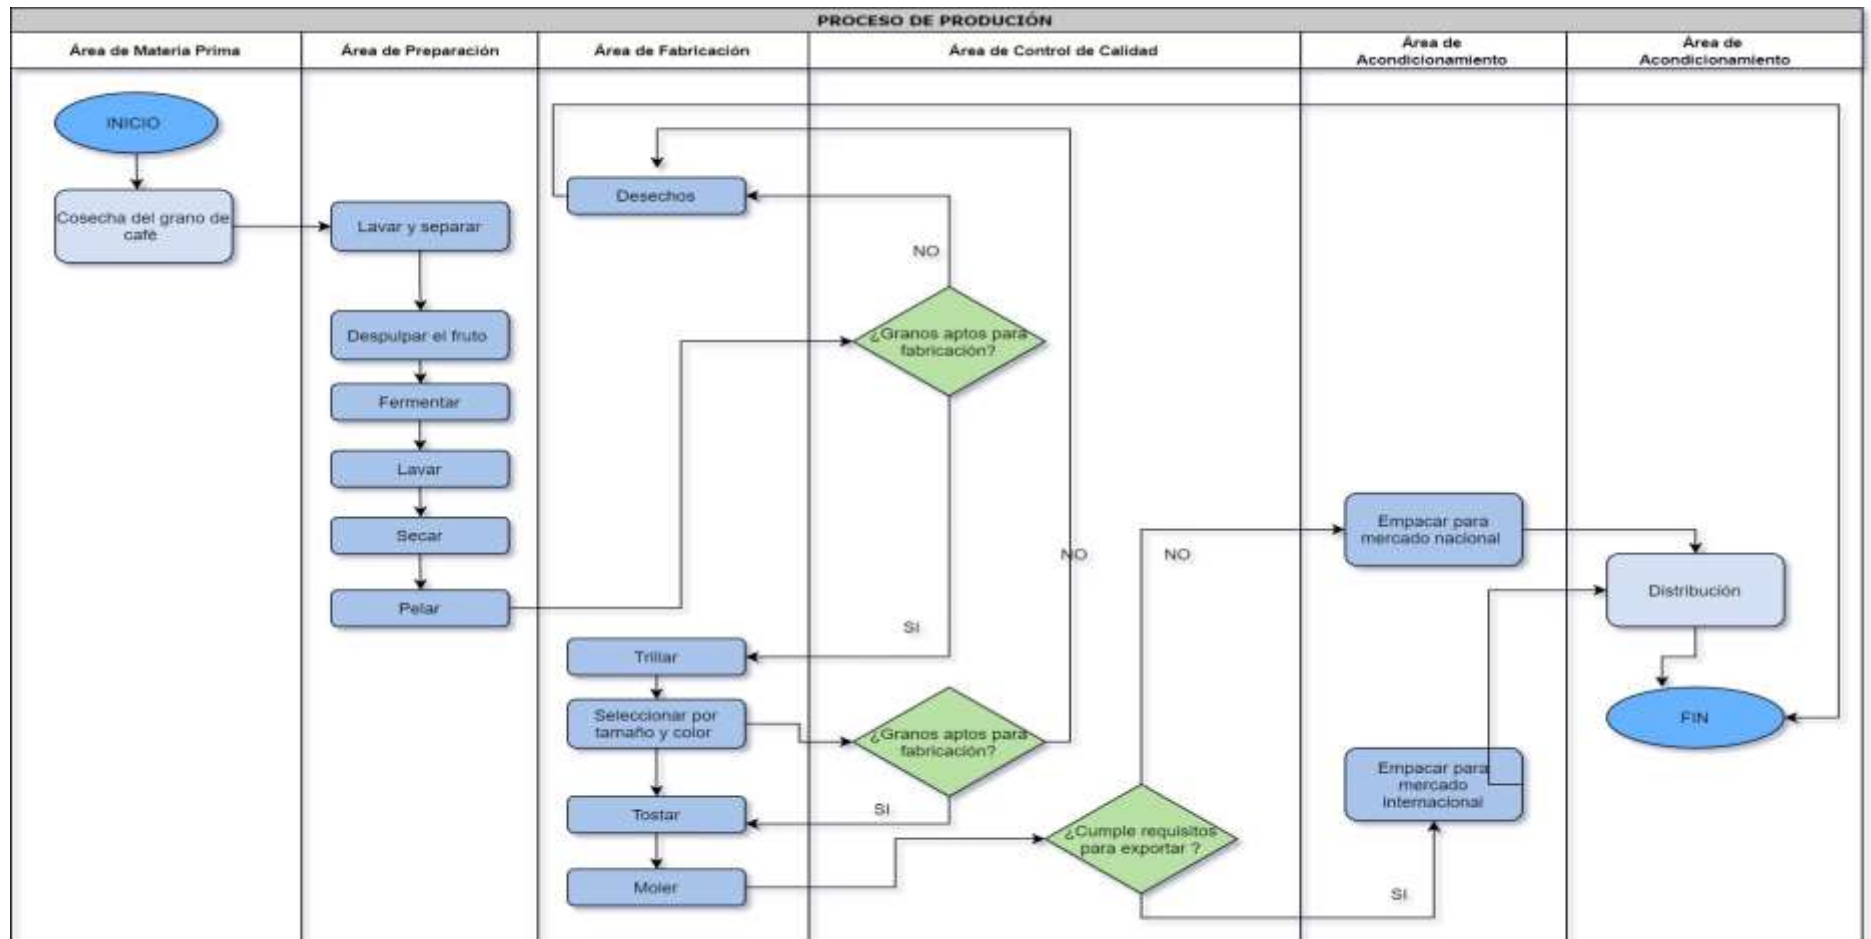 PROCESO DE PRODUCIÓN
Área de Materia Prima
Área de Preparación
Área de Fabricación
Área de Control de Calidad
Área de
Acondicionamiento
Área de
Acondicionamiento
INICIO
Cosecha del grano de
café
Lavar y separar
Despulpar el fruto
Fermentar
Lavar
Secar
Pelar
Desechos
NO
¿Granos aptos para
fabricación?
SI
Trillar
Seleccionar por
tamaño y color
¿Granos aptos para
fabricación?
NO
SI
Tostar
Moler
¿Cumple requisitos
para exportar ?
NO
SI
Empacar para
mercado nacional
Empacar para
mercado
internacional
Distribución
FIN